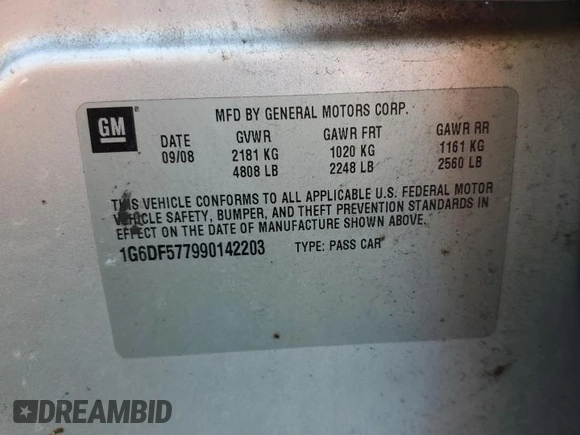 GM
MFD BY GENERAL MOTORS CORP.
DATE GVWR GAWR FRT GAWR RR
09/08 2181 KG 1020 KG 1161 KG
4808 LB 2248 LB 2560 LB
THIS VEHICLE CONFORMS TO ALL APPLICABLE U.S. FEDERAL MOTOR
VEHICLE SAFETY, BUMPER, AND THEFT PREVENTION STANDARDS IN
EFFECT ON THE DATE OF MANUFACTURE SHOWN ABOVE.
1G6DF577990142203 TYPE: PASS CAR
DREAMBID